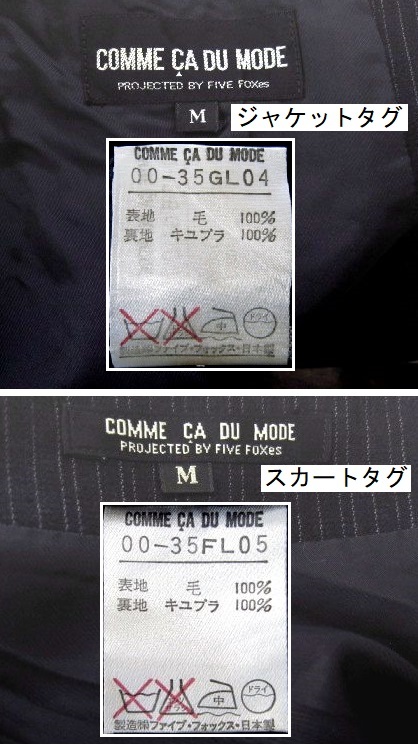 COMME ÇA DU MODE
PROJECTED BY FIVE FOXes
M
ジャケットタグ
COMME ÇA DU MODE
00-35GL04
表地 毛 100%
裏地 キュプラ 100%
中 ドライ
製造㈱ファイブ・フォックス・日本製
COMME ÇA DU MODE
PROJECTED BY FIVE FOXes
M
スカートタグ
COMME ÇA DU MODE
00-35FL05
表地 毛 100%
裏地 キュプラ 100%
中 ドライ
製造㈱ファイブ・フォックス・日本製